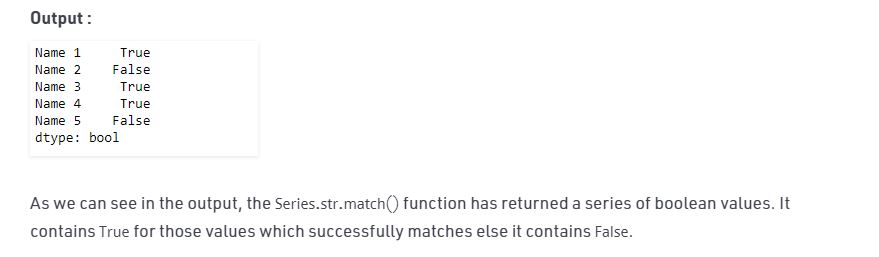 Output :
Name 1     True
Name 2    False
Name 3     True
Name 4     True
Name 5    False
dtype: bool
As we can see in the output, the Series.str.match() function has returned a series of boolean values. It
contains True for those values which successfully matches else it contains False.